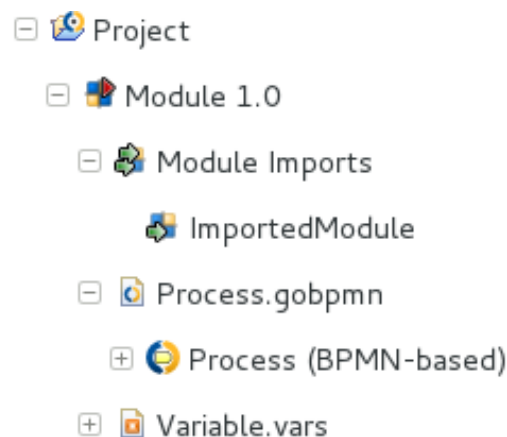 Project
Module 1.0
Module Imports
ImportedModule
Process.gobpmn
Process (BPMN-based)
Variable.vars